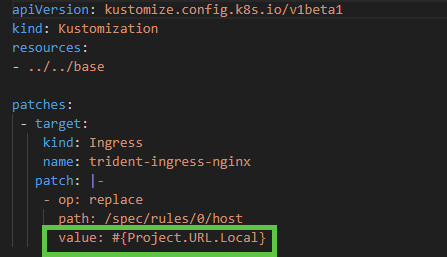 apiVersion: kustomize.config.k8s.io/v1beta1
kind: Kustomization
resources:
- ../../base

patches:
  - target:
      kind: Ingress
      name: trident-ingress-nginx
    patch: |-
      - op: replace
        path: /spec/rules/0/host
        value: #{Project.URL.Local}